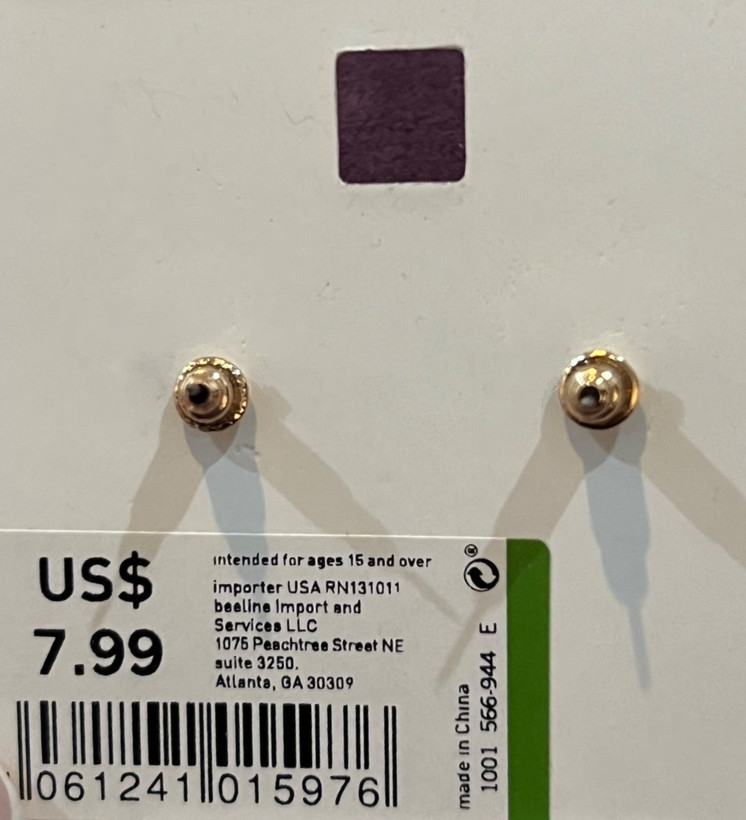 US$
7.99
intended for ages 15 and over
importer USA RN131011
beeline Import and
Services LLC
1075 Peachtree Street NE
suite 3250.
Atlanta, GA 30309
061241 015976
made in China
1001 566-944 E
®